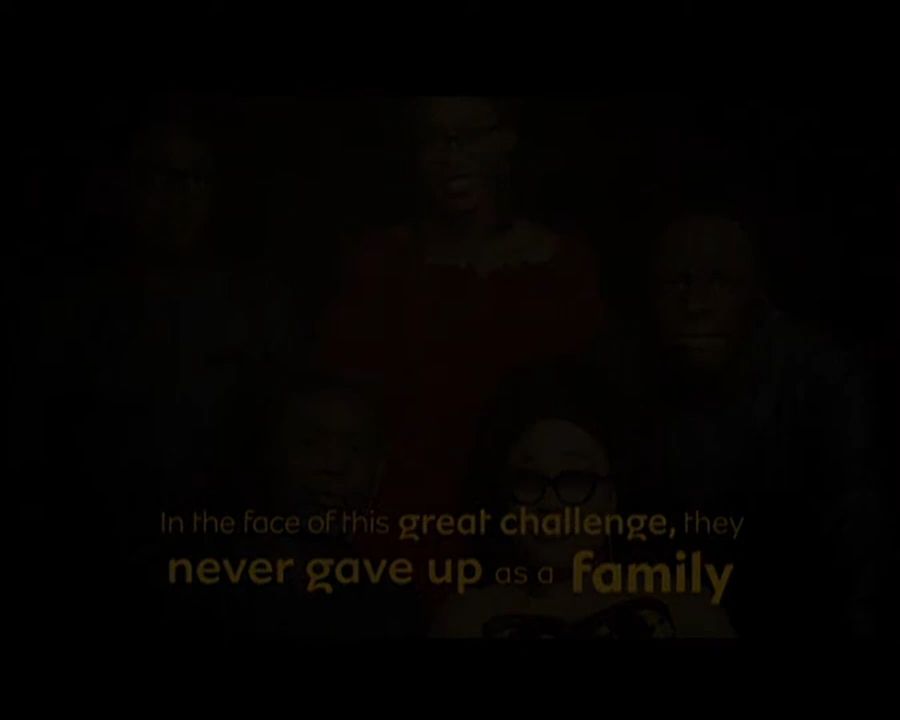 In the face of this great challenge, they
never gave up as a family